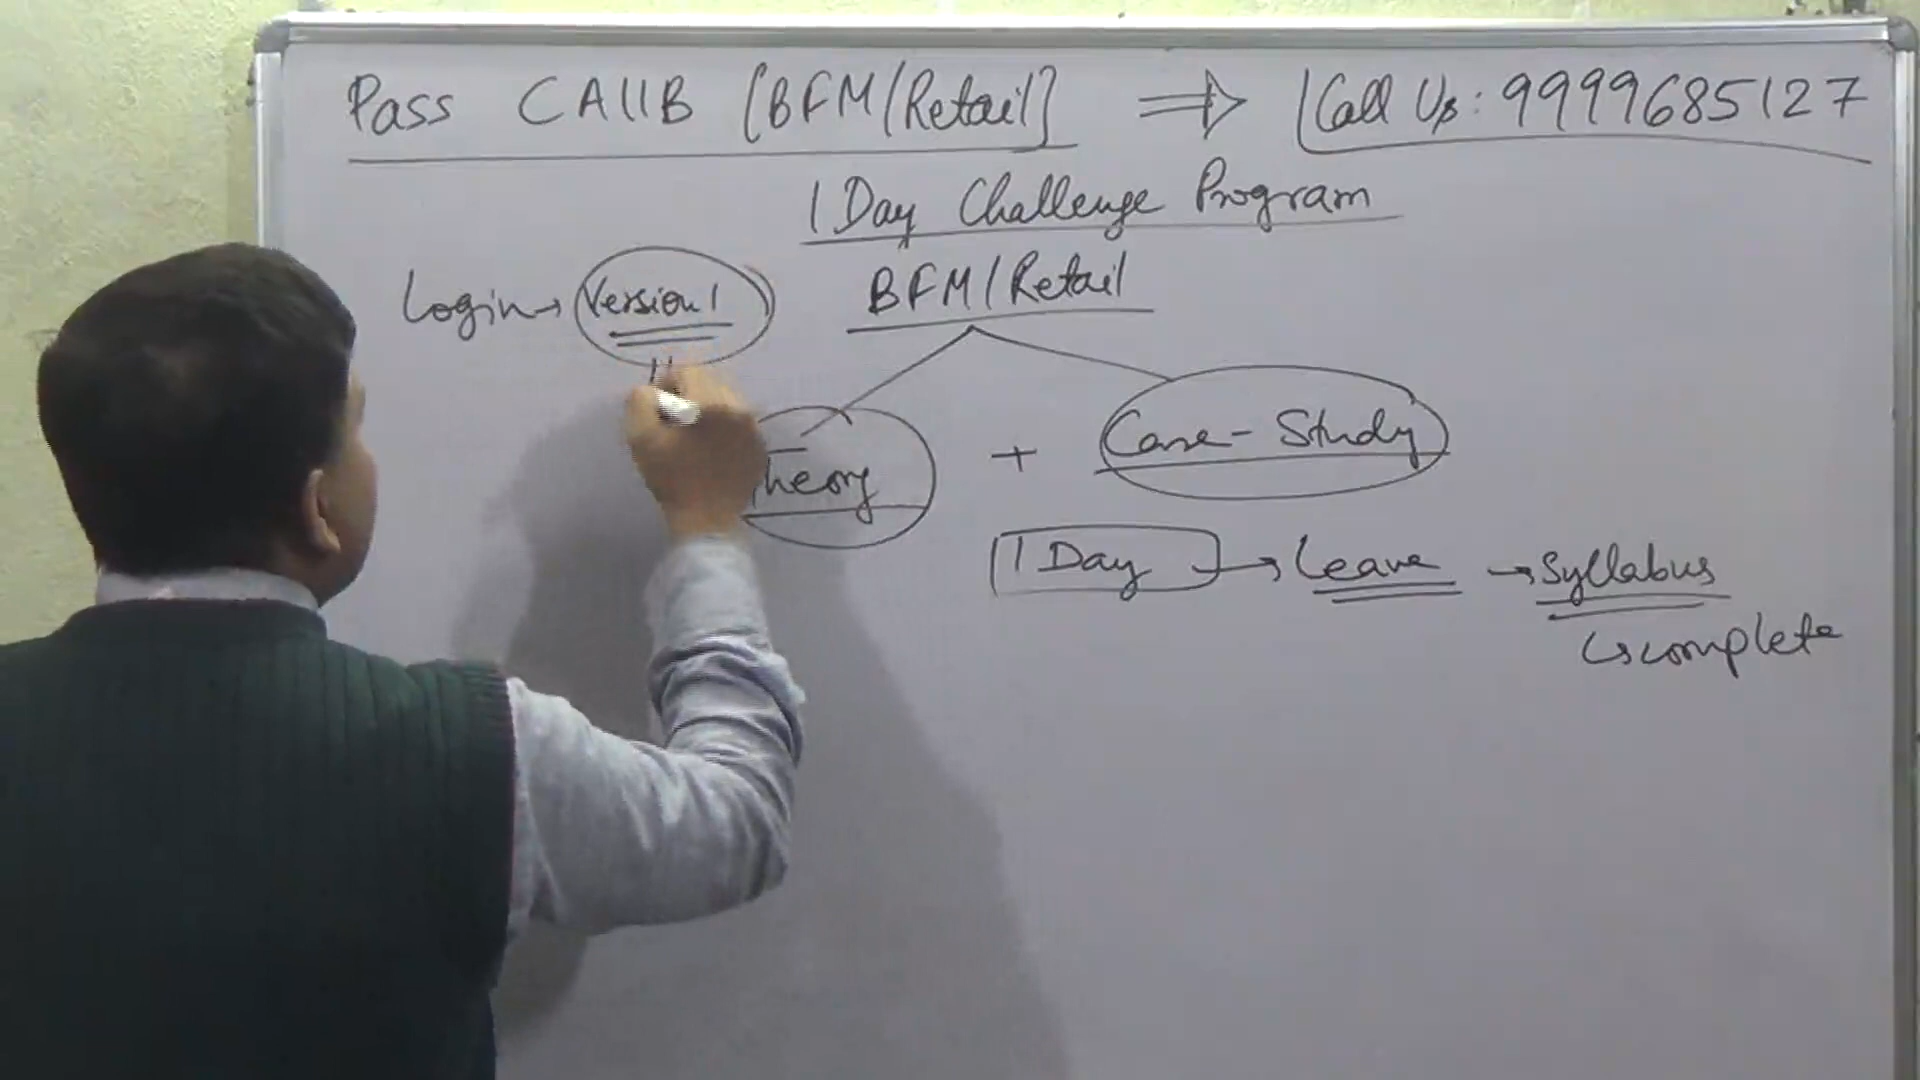 Pass CAIIB [BFM/Retail] ⇒ Call Us: 9999685127
1 Day Challenge Program
Login → Version 1 BFM/Retail
Theory + Case-Study
1 Day → Leave → Syllabus
↳ complete